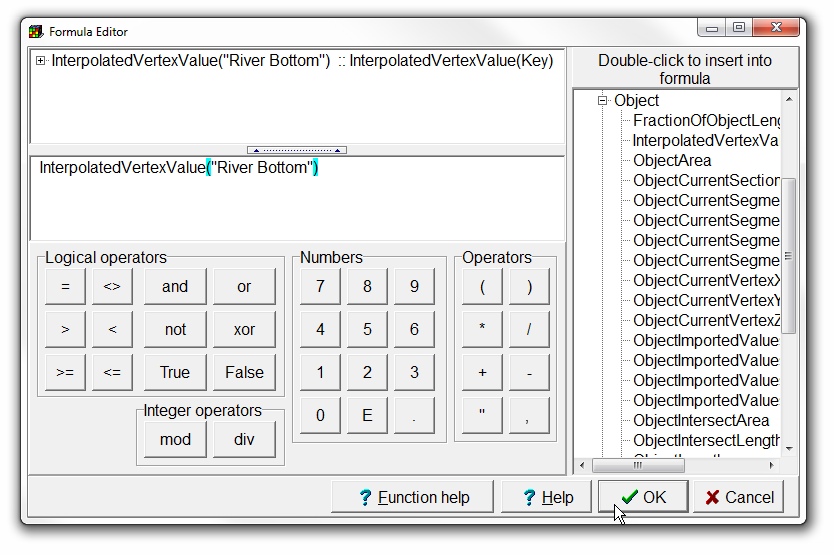 Formula Editor
InterpolatedVertexValue("River Bottom") :: InterpolatedVertexValue(Key)
InterpolatedVertexValue("River Bottom")
Double-click to insert into
formula
Object
FractionOfObjectLeng
InterpolatedVertexVa
ObjectArea
ObjectCurrentSection
ObjectCurrentSegme
ObjectCurrentSegme
ObjectCurrentSegme
ObjectCurrentSegme
ObjectCurrentVertexX
ObjectCurrentVertexY
ObjectCurrentVertexZ
ObjectImportedValue
ObjectImportedValue
ObjectImportedValue
ObjectImportedValue
ObjectIntersectArea
ObjectIntersectLength
Logical operators
= <> and or
> < not xor
>= <= True False
Integer operators
mod div
Numbers
7 8 9
4 5 6
1 2 3
0 E .
Operators
( )
* /
+ -
" ,
? Function help
? Help
OK
Cancel